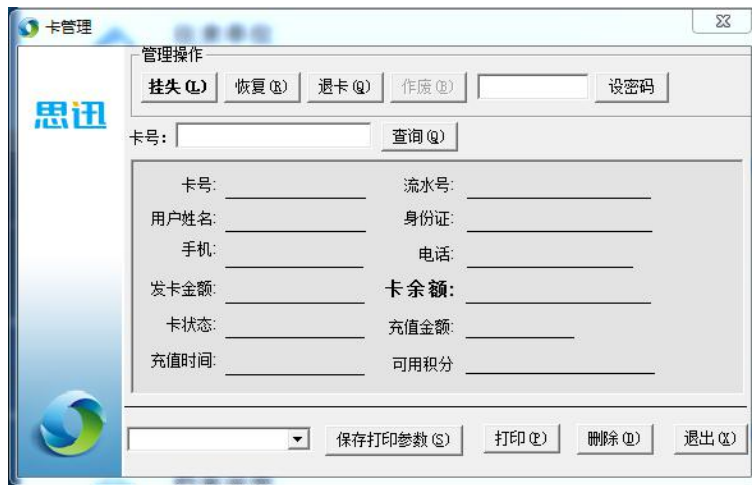 卡管理
管理操作
挂失(L) 恢复(R) 退卡(Q) 作废(B) 设密码
思迅
卡号: 查询(Q)
卡号: 流水号:
用户姓名: 身份证:
手机: 电话:
发卡金额: 卡余额:
卡状态: 充值金额:
充值时间: 可用积分
保存打印参数(S) 打印(P) 删除(D) 退出(X)